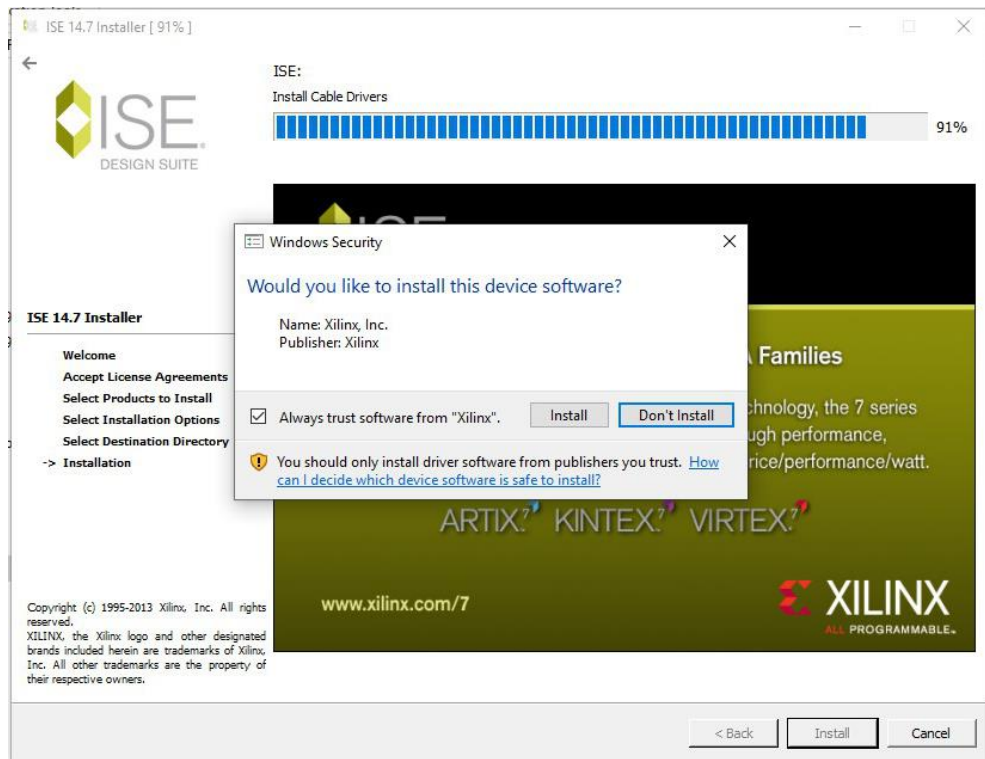 ISE 14.7 Installer [ 91% ]
ISE:
Install Cable Drivers
91%
ISE
DESIGN SUITE
Windows Security
Would you like to install this device software?
Name: Xilinx, Inc.
Publisher: Xilinx
Always trust software from "Xilinx".
Install
Don't Install
You should only install driver software from publishers you trust. How
can I decide which device software is safe to install?
ISE 14.7 Installer
Welcome
Accept License Agreements
Select Products to Install
Select Installation Options
Select Destination Directory
-> Installation
Families
the 7 series
performance,
rice/performance/watt.
ARTIX7 KINTEX7 VIRTEX7
www.xilinx.com/7
XILINX
ALL PROGRAMMABLE.
Copyright (c) 1995-2013 Xilinx, Inc. All rights
reserved.
XILINX, the Xilinx logo and other designated
brands included herein are trademarks of Xilinx,
Inc. All other trademarks are the property of
their respective owners.
< Back
Install
Cancel